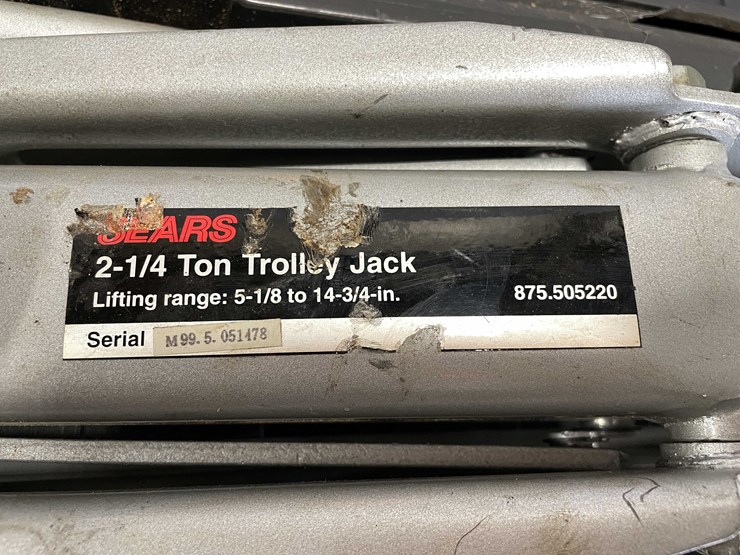 SEARS
2-1/4 Ton Trolley Jack
Lifting range: 5-1/8 to 14-3/4-in.
875.505220
Serial M99.5.051478